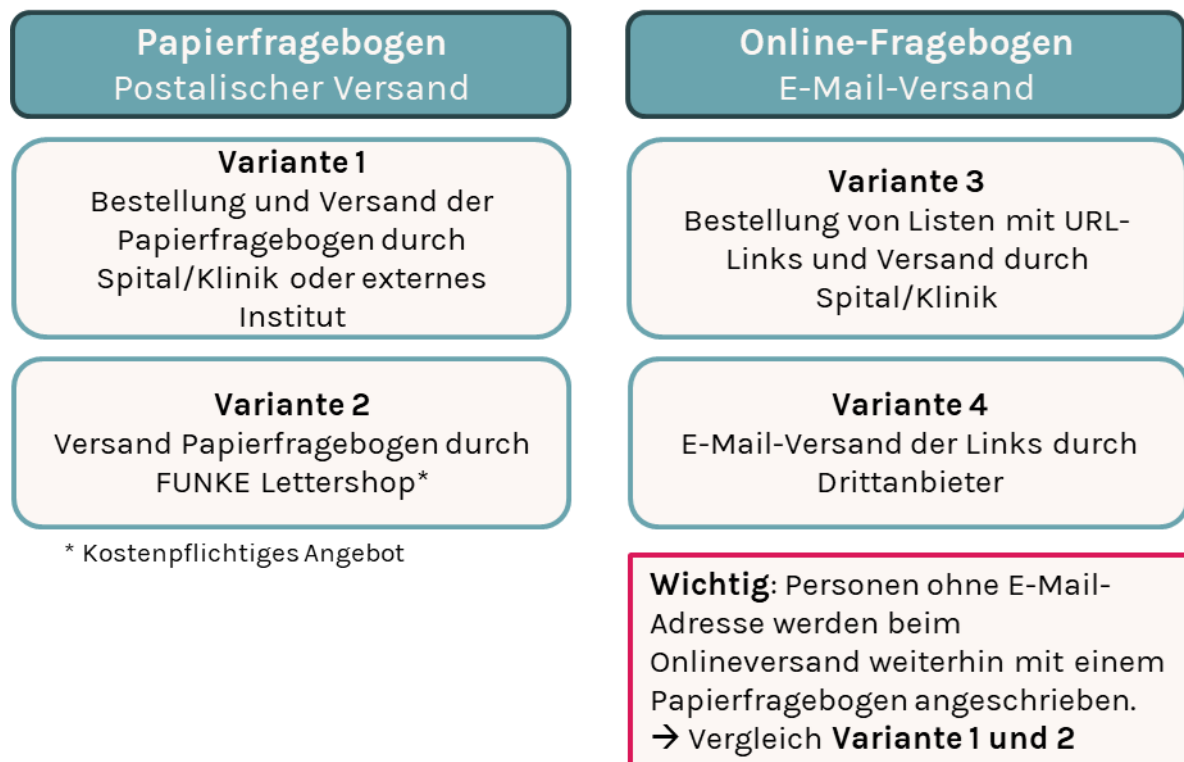 Papierfragebogen
Postalischer Versand
Variante 1
Bestellung und Versand der
Papierfragebogen durch
Spital/Klinik oder externes
Institut
Variante 2
Versand Papierfragebogen durch
FUNKE Lettershop*
* Kostenpflichtiges Angebot
Online-Fragebogen
E-Mail-Versand
Variante 3
Bestellung von Listen mit URL-
Links und Versand durch
Spital/Klinik
Variante 4
E-Mail-Versand der Links durch
Drittanbieter
Wichtig: Personen ohne E-Mail-
Adresse werden beim
Onlineversand weiterhin mit einem
Papierfragebogen angeschrieben.
→ Vergleich Variante 1 und 2